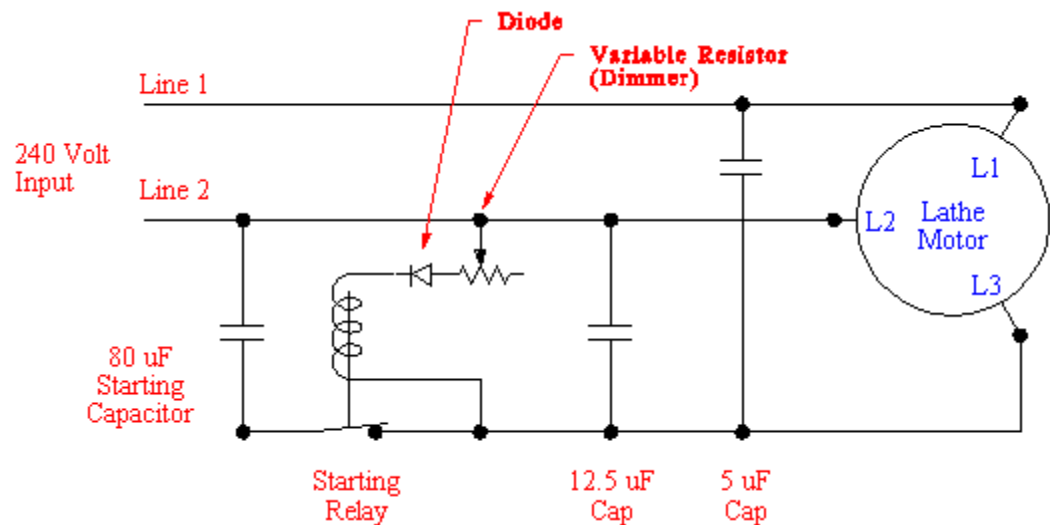 Diode
Variable Resistor
(Dimmer)
Line 1
240 Volt
Input
Line 2
L1
L2
Lathe
Motor
L3
80 uF
Starting
Capacitor
Starting
Relay
12.5 uF
Cap
5 uF
Cap